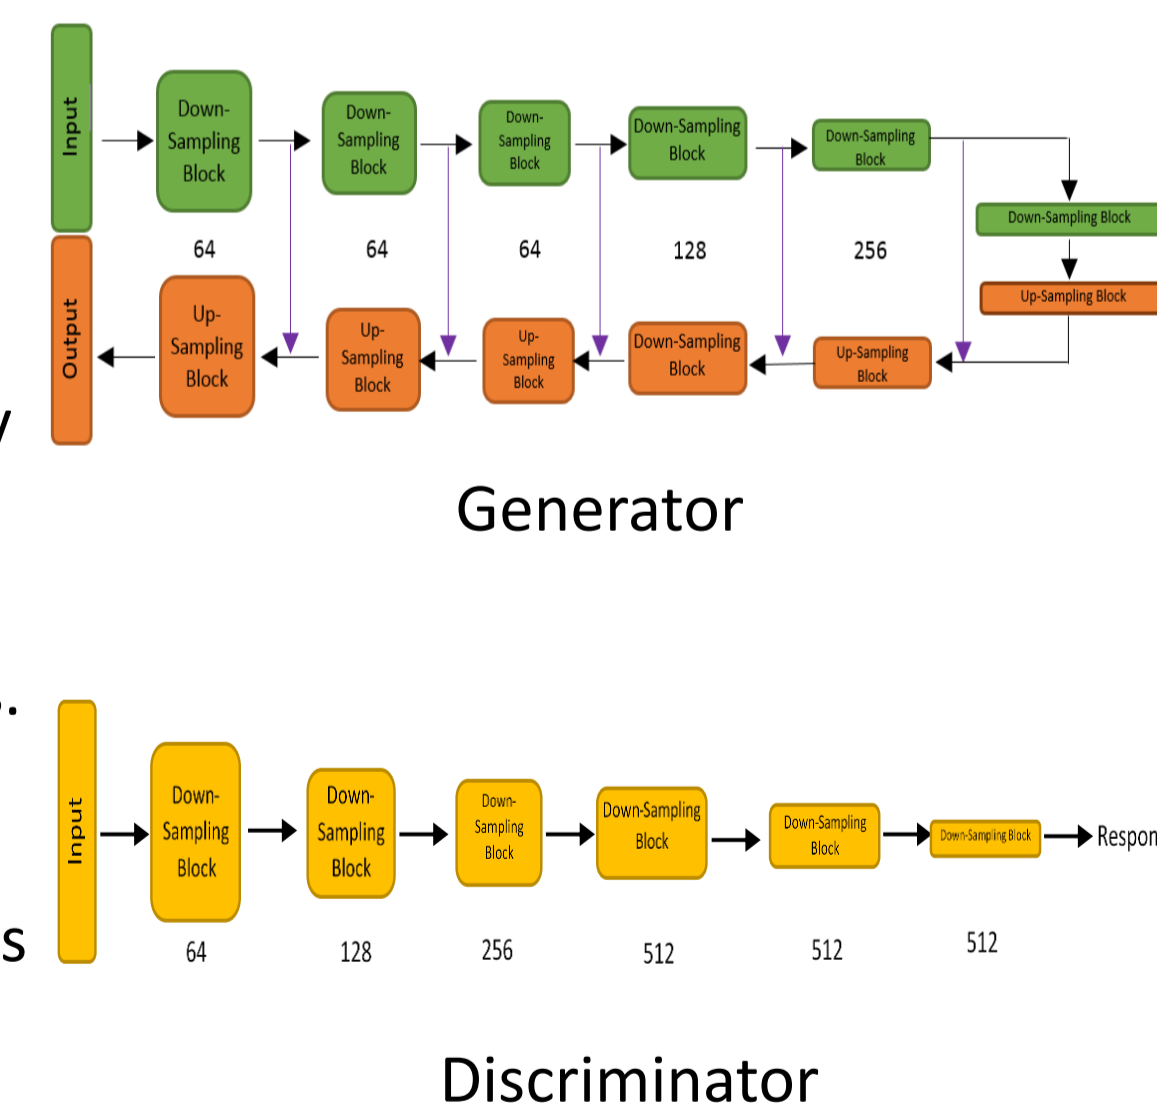 Input
Down-
Sampling
Block
Down-
Sampling
Block
Down-
Sampling
Block
Down-Sampling
Block
Down-Sampling
Block
Down-Sampling Block
64
64
64
128
256
Output
Up-
Sampling
Block
Up-
Sampling
Block
Up-
Sampling
Block
Down-Sampling
Block
Up-Sampling
Block
Up-Sampling Block
y
Generator
s.
Input
Down-
Sampling
Block
Down-
Sampling
Block
Down-
Sampling
Block
Down-Sampling
Block
Down-Sampling
Block
Down-Sampling Block
Respon
s
64
128
256
512
512
512
Discriminator